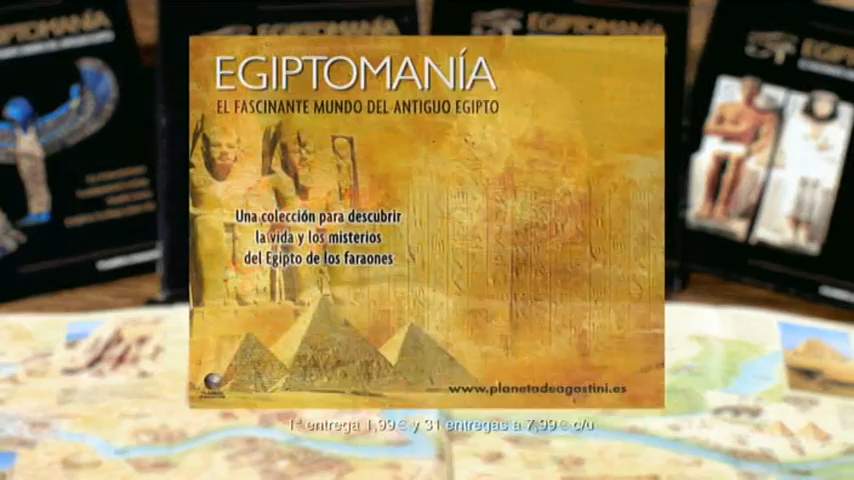 EGIPTOMANÍA
EL FASCINANTE MUNDO DEL ANTIGUO EGIPTO
Una colección para descubrir
la vida y los misterios
del Egipto de los faraones
www.planetadeagostini.es
1ª entrega 1,99 € y 31 entregas a 7,99 € c/u